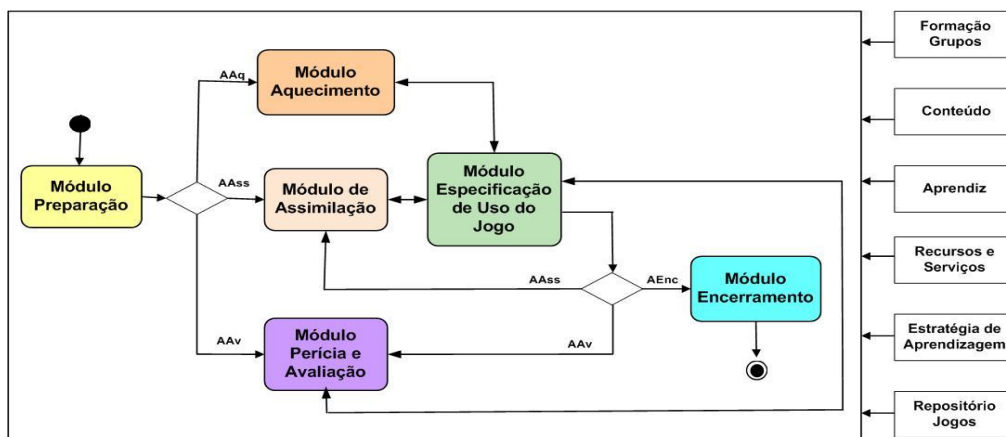 Formação
Grupos
Módulo
Aquecimento
AAq
Conteúdo
Módulo
Preparação
AAss
Módulo de
Assimilação
Módulo
Especificação
de Uso do
Jogo
Aprendiz
Recursos e
Serviços
AAss
AEnc
Módulo
Encerramento
Módulo
Perícia e
Avaliação
AAv
AAv
Estratégia de
Aprendizagem
Repositório
Jogos